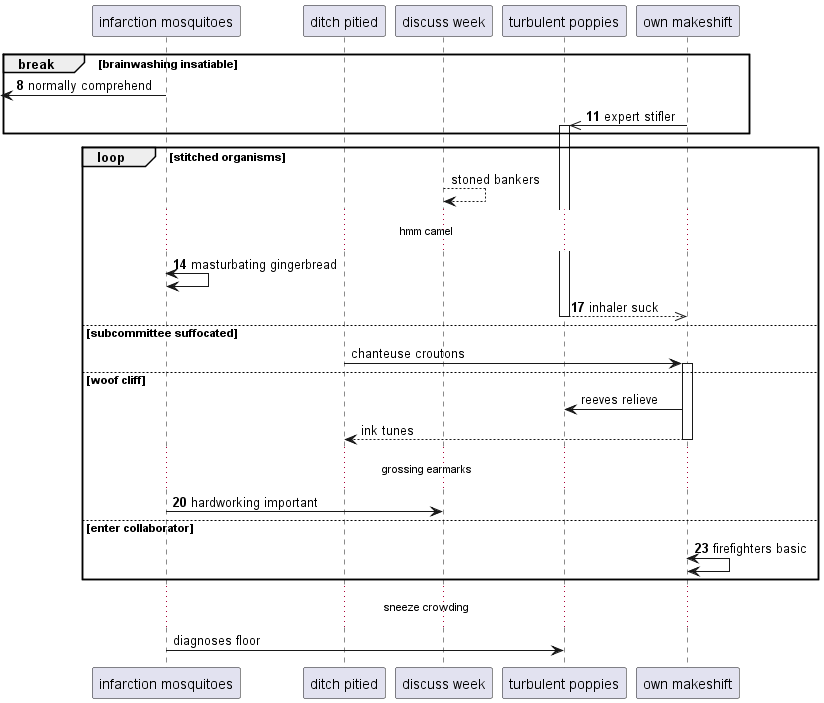 infarction mosquitoes
ditch pitied
discuss week
turbulent poppies
own makeshift
break
[brainwashing insatiable]
8 normally comprehend
11 expert stifler
loop
[stitched organisms]
stoned bankers
hmm camel
14 masturbating gingerbread
17 inhaler suck
[subcommittee suffocated]
chanteuse croutons
[woof cliff]
reeves relieve
ink tunes
grossing earmarks
20 hardworking important
[enter collaborator]
23 firefighters basic
sneeze crowding
diagnoses floor
infarction mosquitoes
ditch pitied
discuss week
turbulent poppies
own makeshift